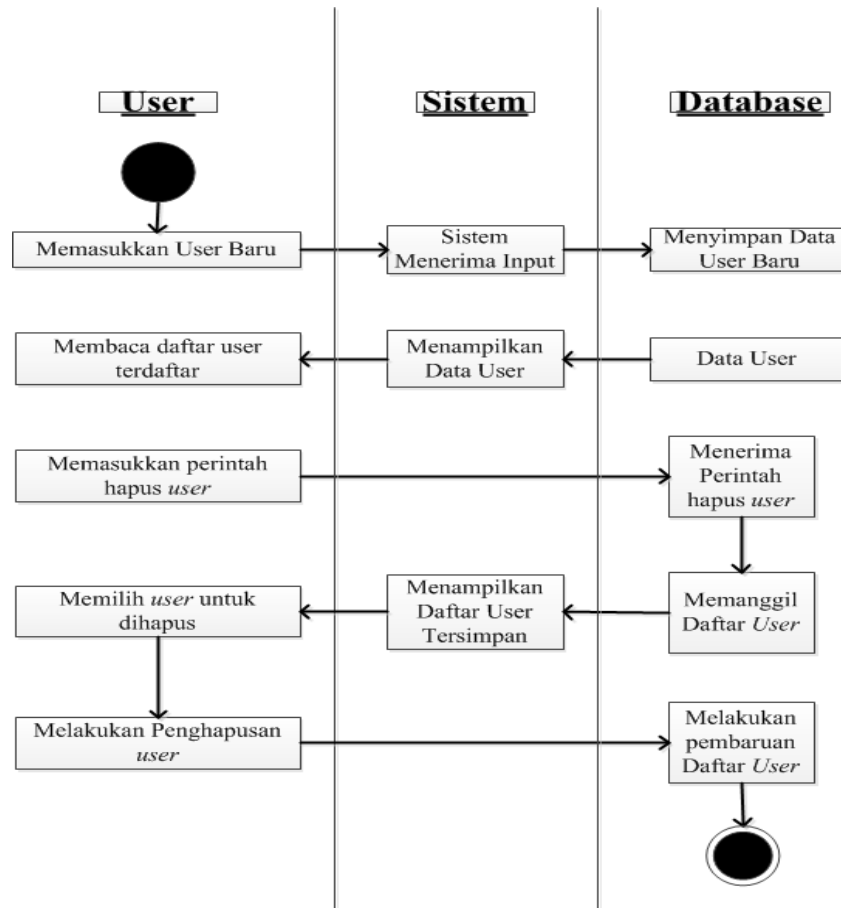 User
Sistem
Database
Memasukkan User Baru
Sistem
Menerima Input
Menyimpan Data
User Baru
Membaca daftar user
terdaftar
Menampilkan
Data User
Data User
Memasukkan perintah
hapus user
Menerima
Perintah
hapus user
Memilih user untuk
dihapus
Menampilkan
Daftar User
Tersimpan
Memanggil
Daftar User
Melakukan Penghapusan
user
Melakukan
pembaruan
Daftar User